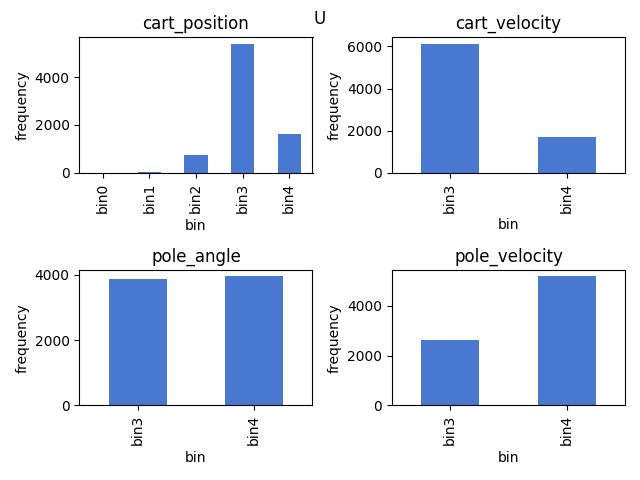 U
cart_position
frequency
4000
2000
0
bin0 bin1 bin2 bin3 bin4
bin
cart_velocity
frequency
6000
4000
2000
0
bin3 bin4
bin
pole_angle
frequency
4000
2000
0
bin3 bin4
bin
pole_velocity
frequency
4000
2000
0
bin3 bin4
bin